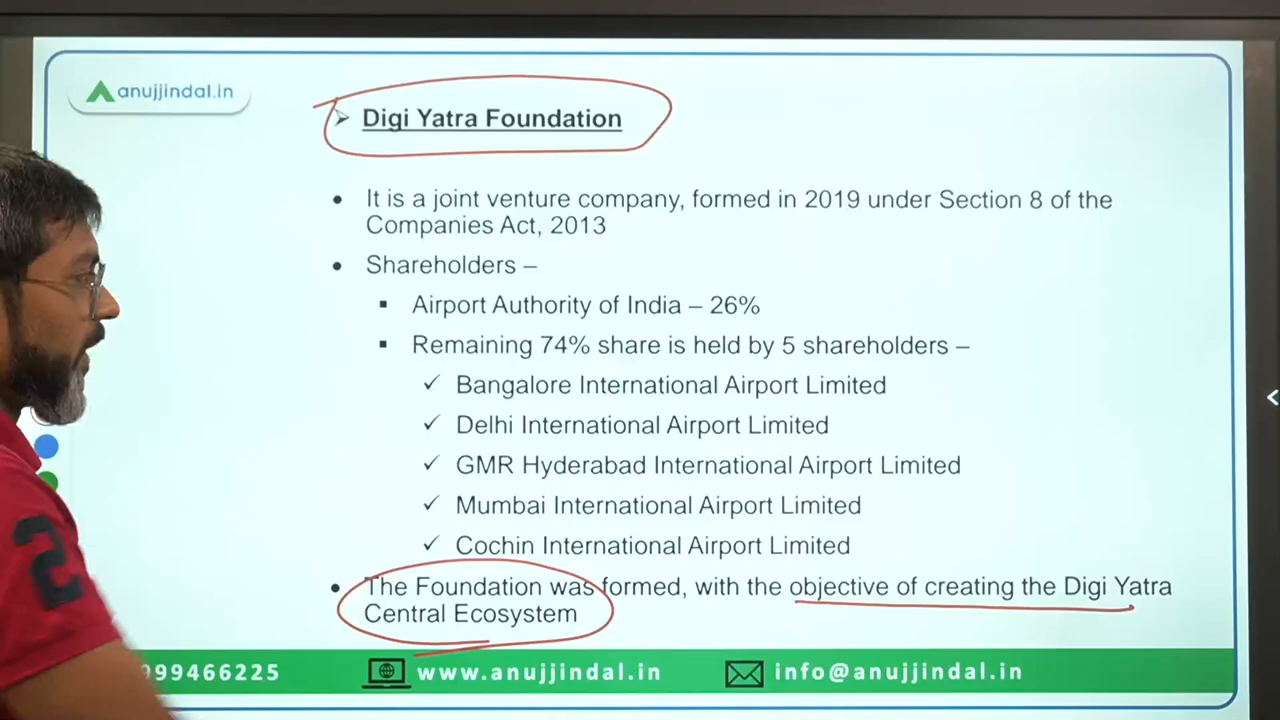 anujjindal.in
➢ Digi Yatra Foundation
• It is a joint venture company, formed in 2019 under Section 8 of the
Companies Act, 2013
• Shareholders –
▪ Airport Authority of India – 26%
▪ Remaining 74% share is held by 5 shareholders –
✓ Bangalore International Airport Limited
✓ Delhi International Airport Limited
✓ GMR Hyderabad International Airport Limited
✓ Mumbai International Airport Limited
✓ Cochin International Airport Limited
• The Foundation was formed, with the objective of creating the Digi Yatra
Central Ecosystem
999466225 www.anujjindal.in info@anujjindal.in
2